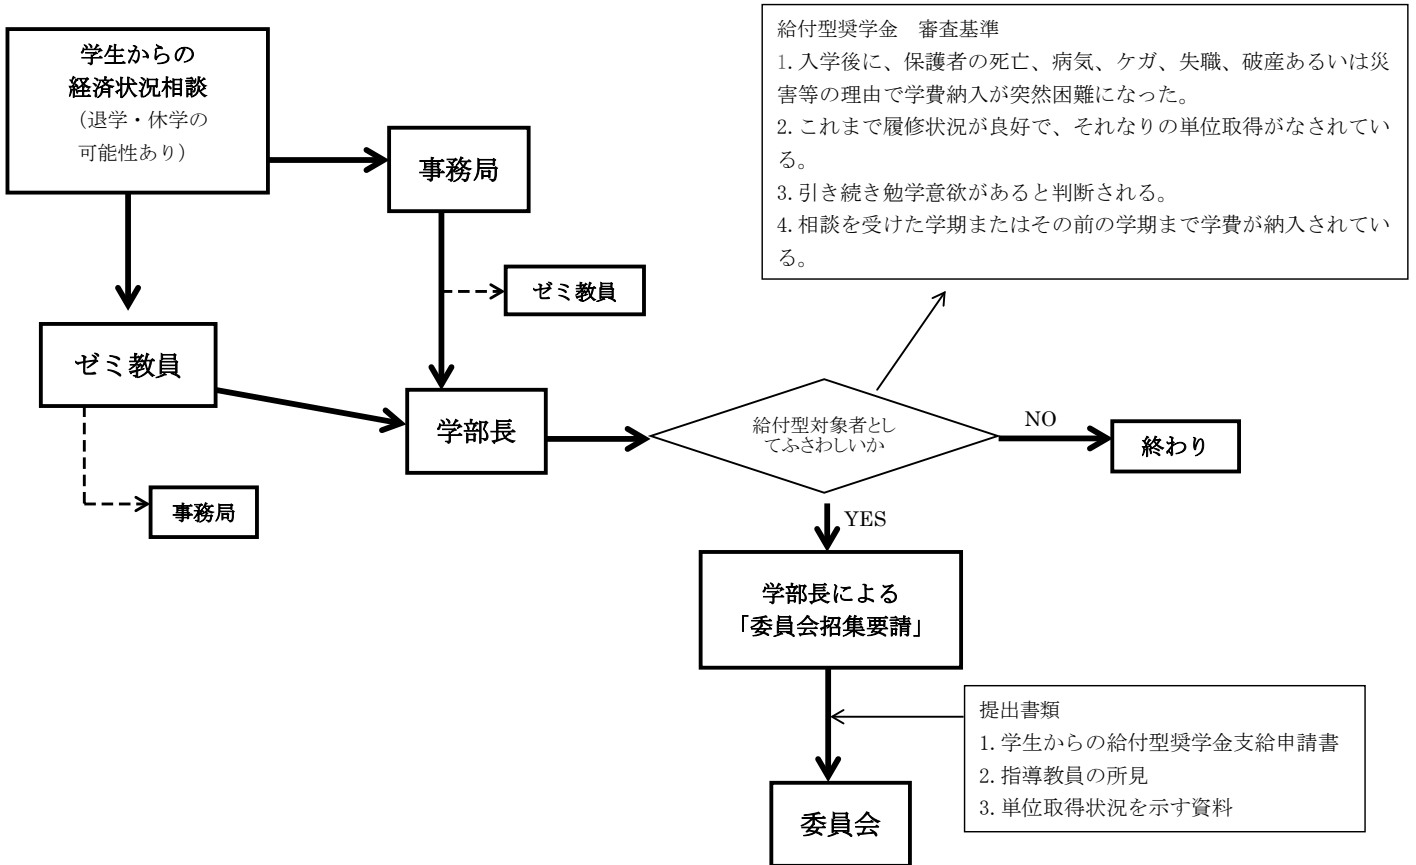 給付型奨学金　審査基準
1. 入学後に、保護者の死亡、病気、ケガ、失職、破産あるいは災
害等の理由で学費納入が突然困難になった。
2. これまで履修状況が良好で、それなりの単位取得がなされてい
る。
3. 引き続き勉学意欲があると判断される。
4. 相談を受けた学期またはその前の学期まで学費が納入されてい
る。
学生からの
経済状況相談
（退学・休学の
可能性あり）
事務局
ゼミ教員
ゼミ教員
事務局
学部長
給付型対象者とし
てふさわしいか
NO
終わり
YES
学部長による
「委員会招集要請」
提出書類
1. 学生からの給付型奨学金支給申請書
2. 指導教員の所見
3. 単位取得状況を示す資料
委員会